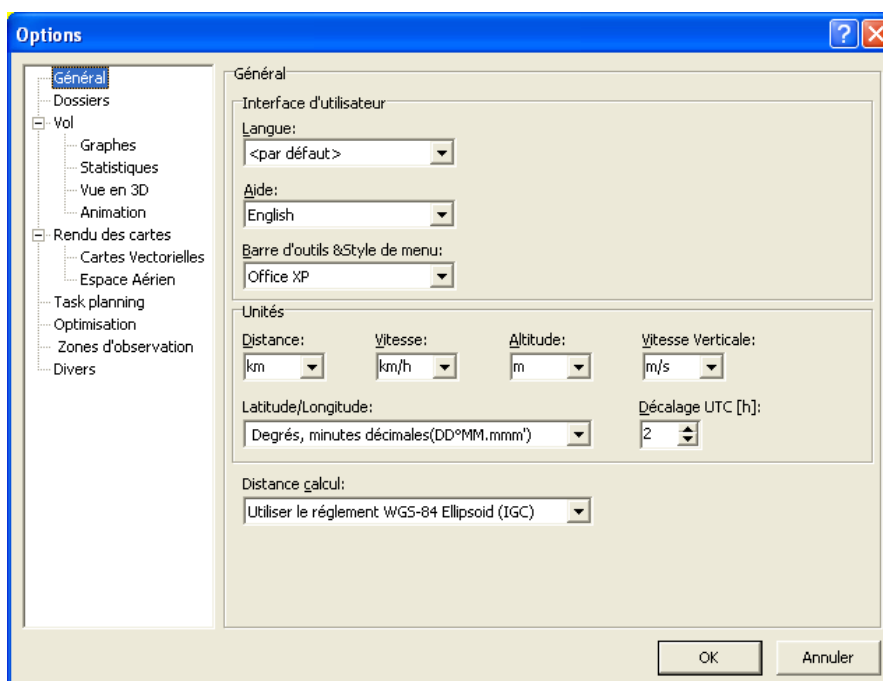 Options
Général
Dossiers
Vol
Graphes
Statistiques
Vue en 3D
Animation
Rendu des cartes
Cartes Vectorielles
Espace Aérien
Task planning
Optimisation
Zones d'observation
Divers
Général
Interface d'utilisateur
Langue:
<par défaut>
Aide:
English
Barre d'outils &Style de menu:
Office XP
Unités
Distance: Vitesse: Altitude: Vitesse Verticale:
km km/h m m/s
Latitude/Longitude: Décalage UTC [h]:
Degrés, minutes décimales(DD°MM.mmm') 2
Distance calcul:
Utiliser le réglement WGS-84 Ellipsoid (IGC)
OK Annuler